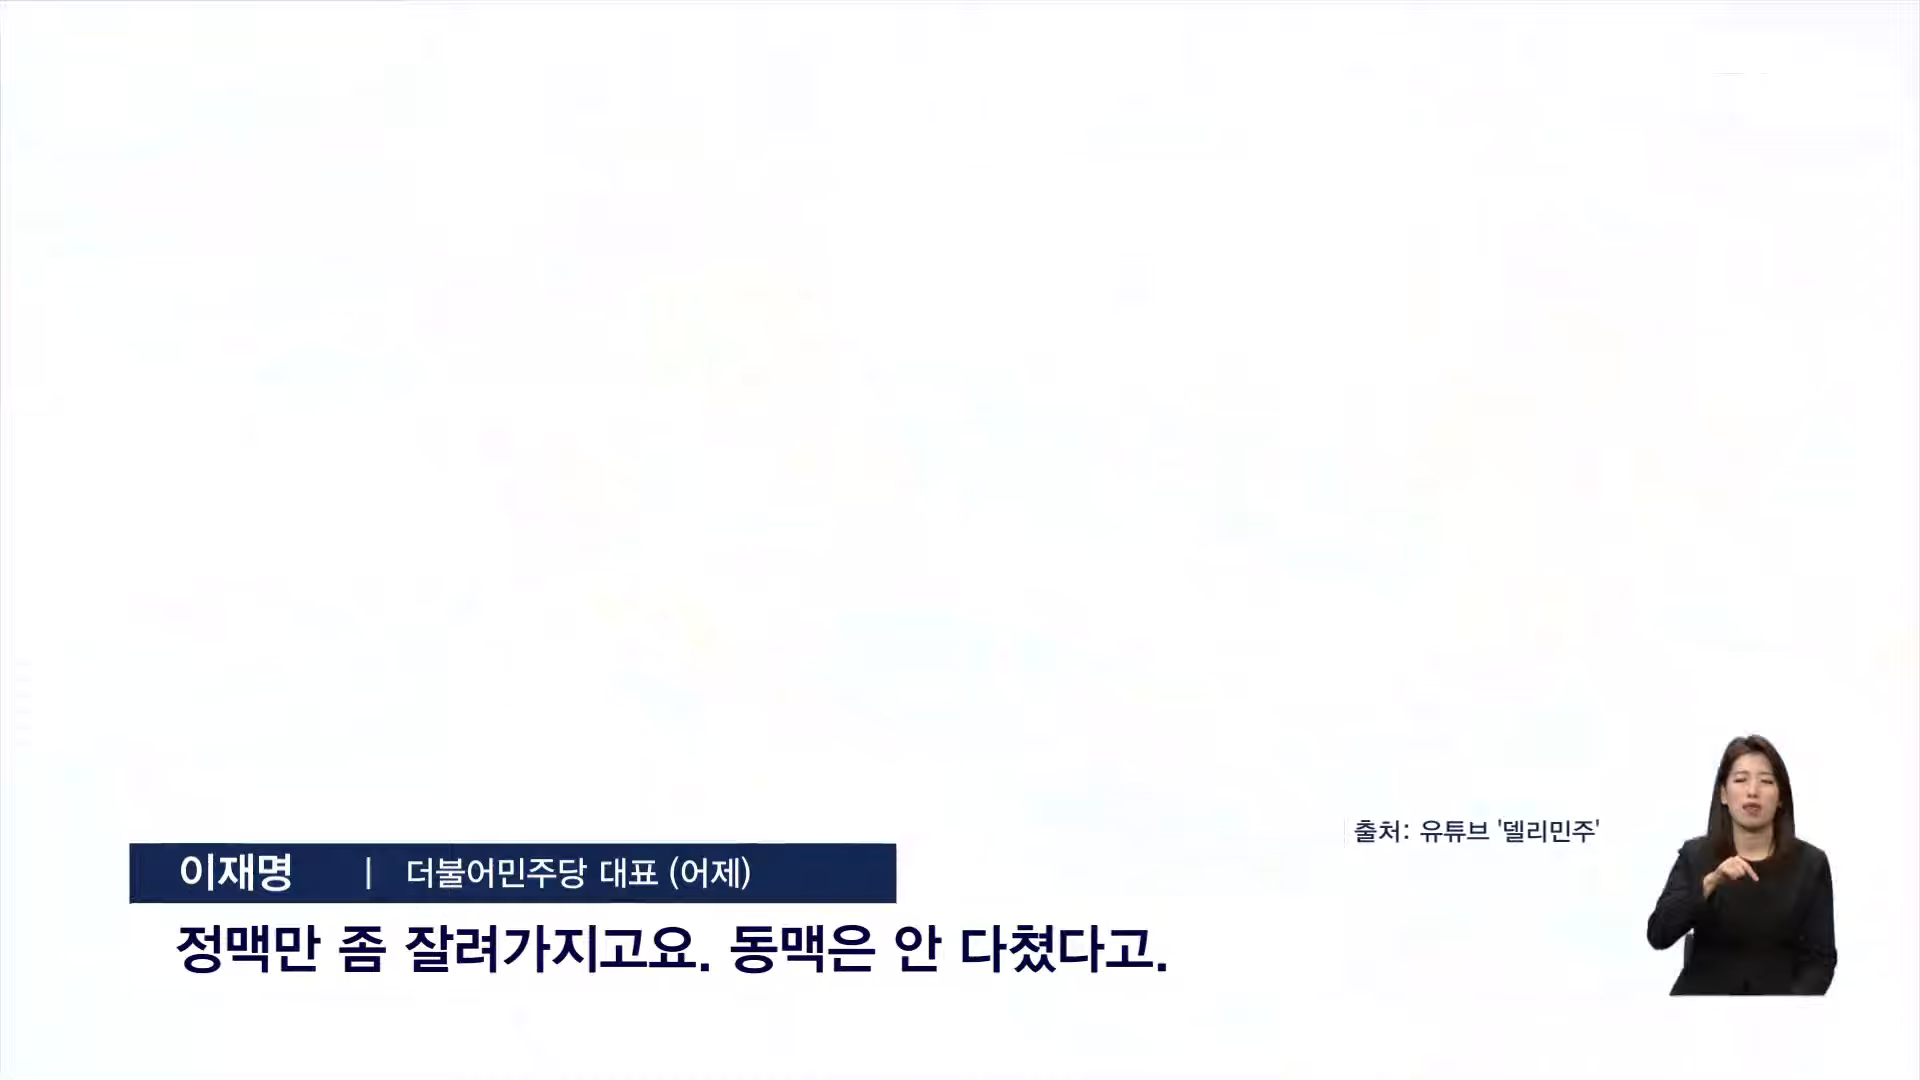 출처: 유튜브 '델리민주'
이재명 | 더불어민주당 대표 (어제)
정맥만 좀 잘려가지고요. 동맥은 안 다쳤다고.